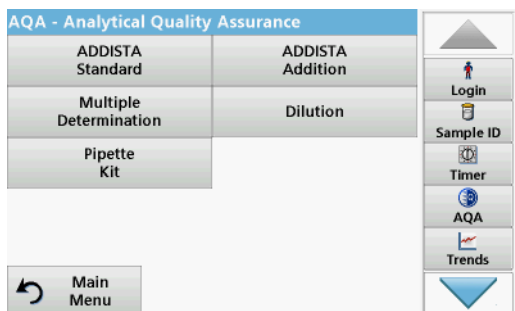 AQA - Analytical Quality Assurance
ADDISTA
Standard
ADDISTA
Addition
Multiple
Determination
Dilution
Pipette
Kit
Main
Menu
Login
Sample ID
Timer
AQA
Trends